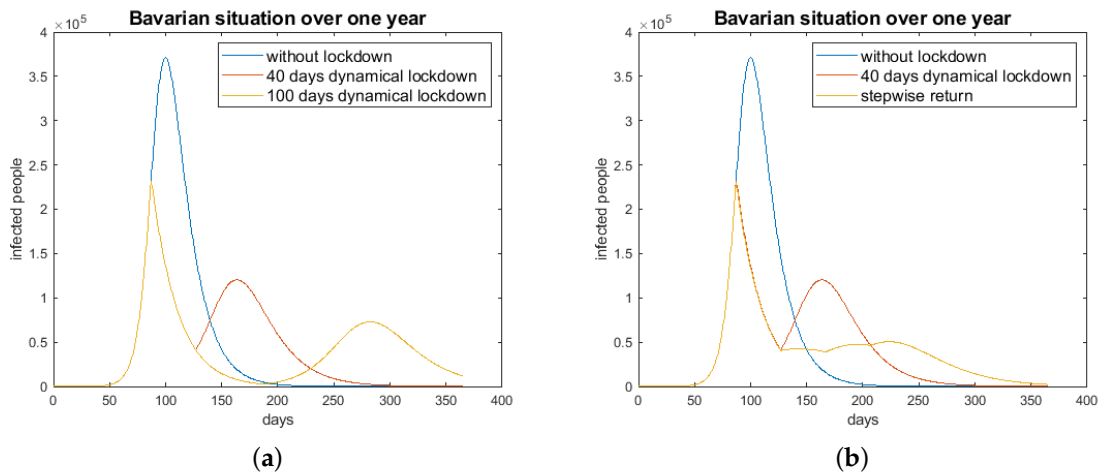 Bavarian situation over one year
×10⁵
4
3.5
3
2.5
2
1.5
1
0.5
0
infected people
without lockdown
40 days dynamical lockdown
100 days dynamical lockdown
0 50 100 150 200 250 300 350 400
days
(a)
Bavarian situation over one year
×10⁵
4
3.5
3
2.5
2
1.5
1
0.5
0
infected people
without lockdown
40 days dynamical lockdown
stepwise return
0 50 100 150 200 250 300 350 400
days
(b)